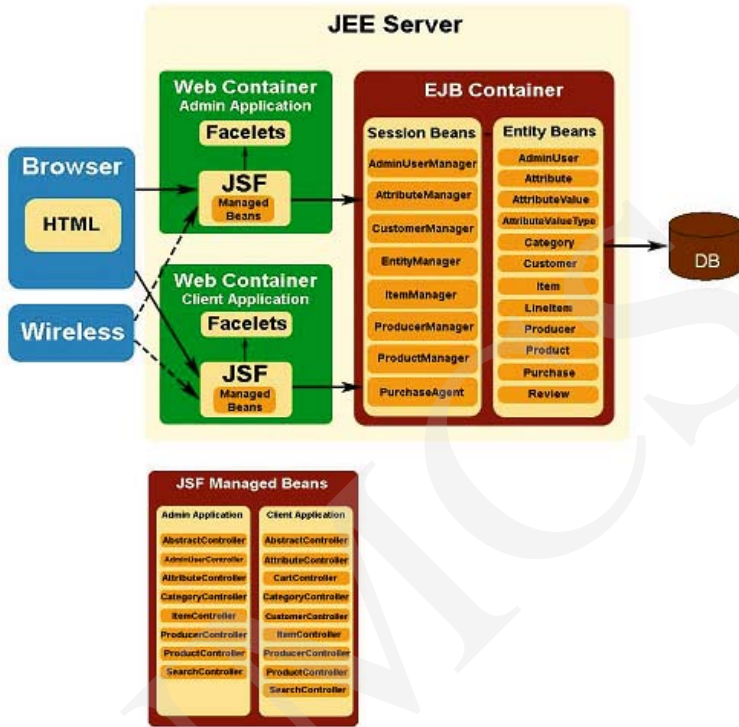 JEE Server
Web Container
Admin Application
Facelets
JSF
Managed
Beans
Browser
HTML
Wireless
Web Container
Client Application
Facelets
JSF
Managed
Beans
EJB Container
Session Beans
AdminUserManager
AttributeManager
CustomerManager
EntityManager
ItemManager
ProducerManager
ProductManager
PurchaseAgent
Entity Beans
AdminUser
Attribute
AttributeValue
AttributeValueType
Category
Customer
Item
LineItem
Producer
Product
Purchase
Review
DB
JSF Managed Beans
Admin Application
AbstractController
AdminUserController
AttributeController
CategoryController
ItemController
ProducerController
ProductController
SearchController
Client Application
AbstractController
AttributeController
CartController
CategoryController
CustomerController
ItemController
ProducerController
ProductController
SearchController